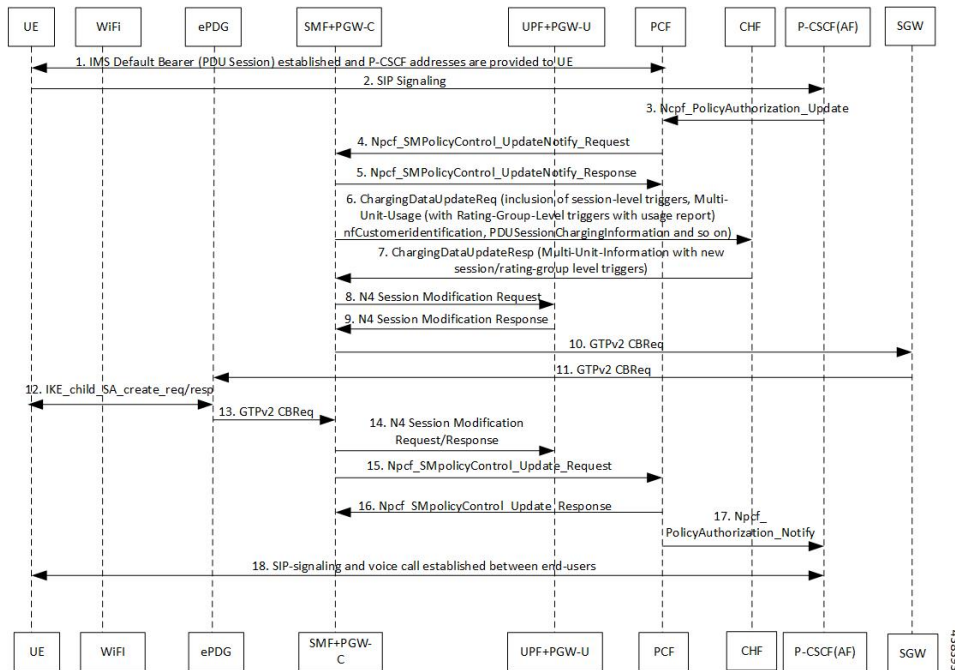 UE
WiFi
ePDG
SMF+PGW-C
UPF+PGW-U
PCF
CHF
P-CSCF(AF)
SGW
1. IMS Default Bearer (PDU Session) established and P-CSCF addresses are provided to UE
2. SIP Signaling
3. Ncpf_PolicyAuthorization_Update
4. Npcf_SMPolicyControl_UpdateNotify_Request
5. Npcf_SMPolicyControl_UpdateNotify_Response
6. ChargingDataUpdateReq (inclusion of session-level triggers, Multi-
Unit-Usage (with Rating-Group-Level triggers with usage report)
nfCustomeridentification, PDUSessionChargingInformation and so on)
7. ChargingDataUpdateResp (Multi-Unit-Information with new
session/rating-group level triggers)
8. N4 Session Modification Request
9. N4 Session Modification Response
10. GTPv2 CBReq
11. GTPv2 CBReq
12. IKE_child_SA_create_req/resp
13. GTPv2 CBReq
14. N4 Session Modification
Request/Response
15. Npcf_SMpolicyControl_Update_Request
16. Npcf_SMpolicyControl_Update_Response
17. Npcf_
PolicyAuthorization_Notify
18. SIP-signaling and voice call established between end-users
UE
WiFI
ePDG
SMF+PGW-
C
UPF+PGW-U
PCF
CHF
P-CSCF(AF)
SGW